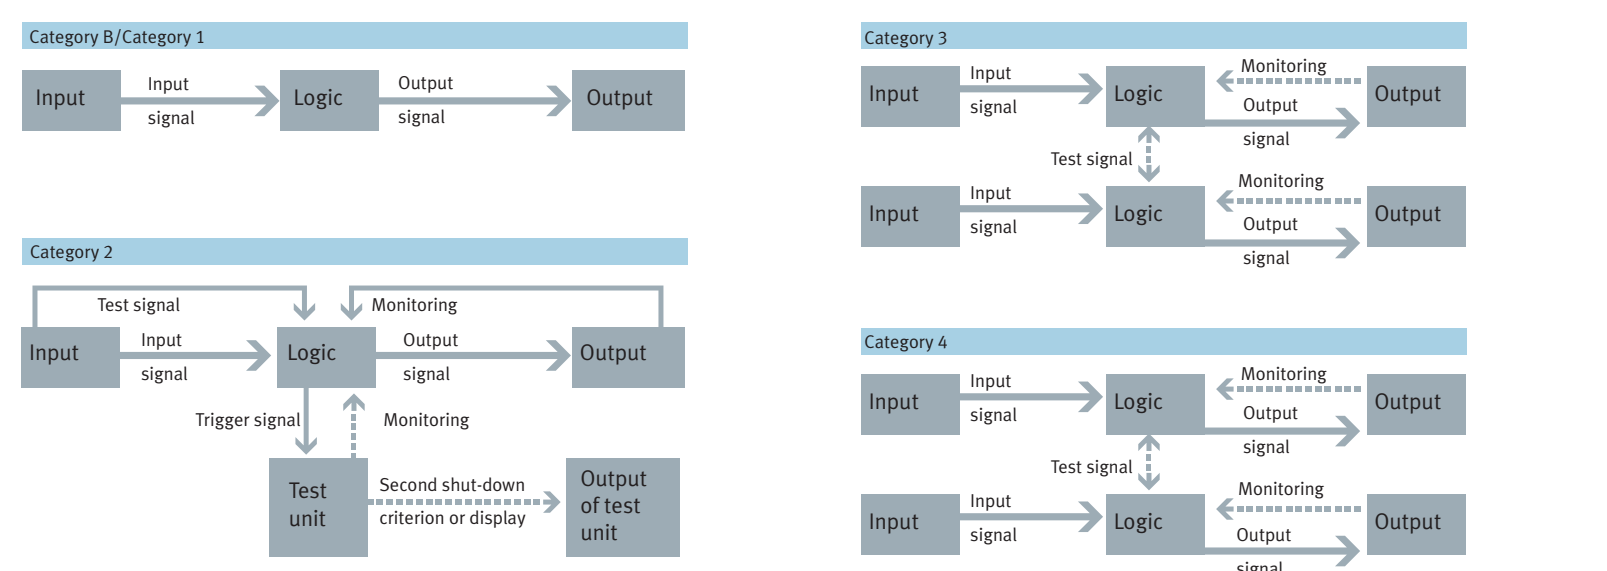 Category B/Category 1
Input
Input
signal
Logic
Output
signal
Output
Category 2
Test signal
Monitoring
Input
Input
signal
Logic
Output
signal
Output
Trigger signal
Monitoring
Test
unit
Second shut-down
criterion or display
Output
of test
unit
Category 3
Input
Input
signal
Logic
Monitoring
Output
signal
Output
Test signal
Input
Input
signal
Logic
Monitoring
Output
signal
Output
Category 4
Input
Input
signal
Logic
Monitoring
Output
signal
Output
Test signal
Input
Input
signal
Logic
Monitoring
Output
signal
Output